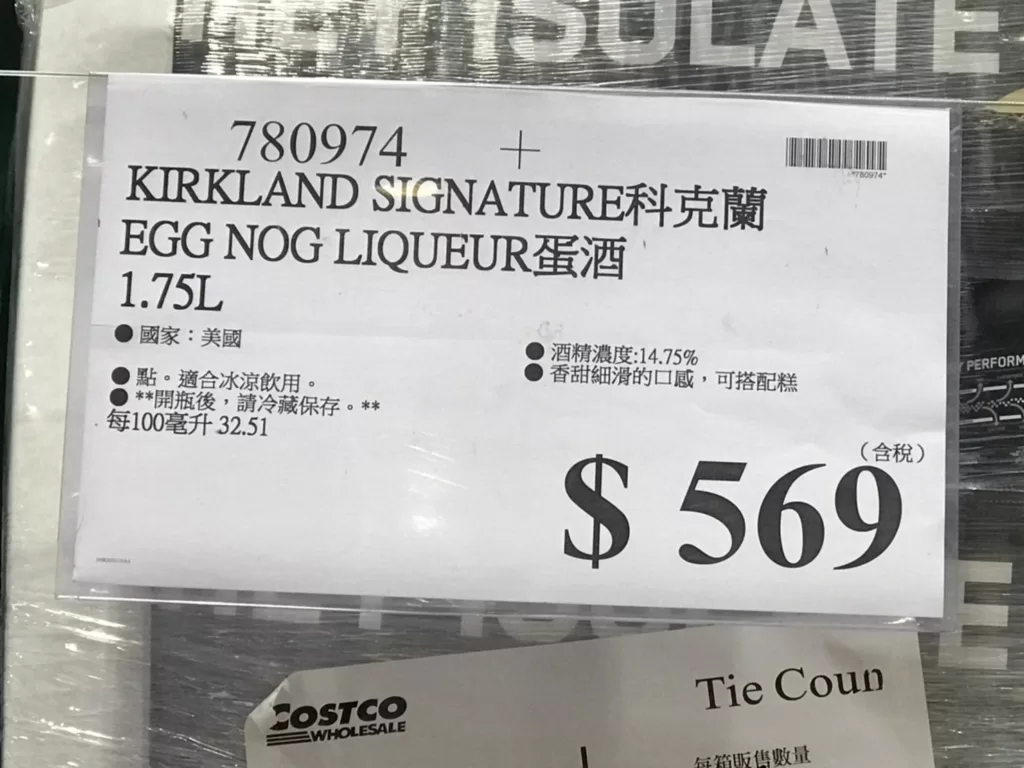 ISOLATE
780974 +
*780974*
KIRKLAND SIGNATURE科克蘭
EGG NOG LIQUEUR蛋酒
1.75L
● 國家：美國
● 酒精濃度:14.75%
● 香甜細滑的口感，可搭配糕
● 點。適合冰涼飲用。
● **開瓶後，請冷藏保存。**
每100毫升 32.51
（含稅）
$ 569
PERFORM
COSTCO
WHOLESALE
Tie Coun
每箱販售數量